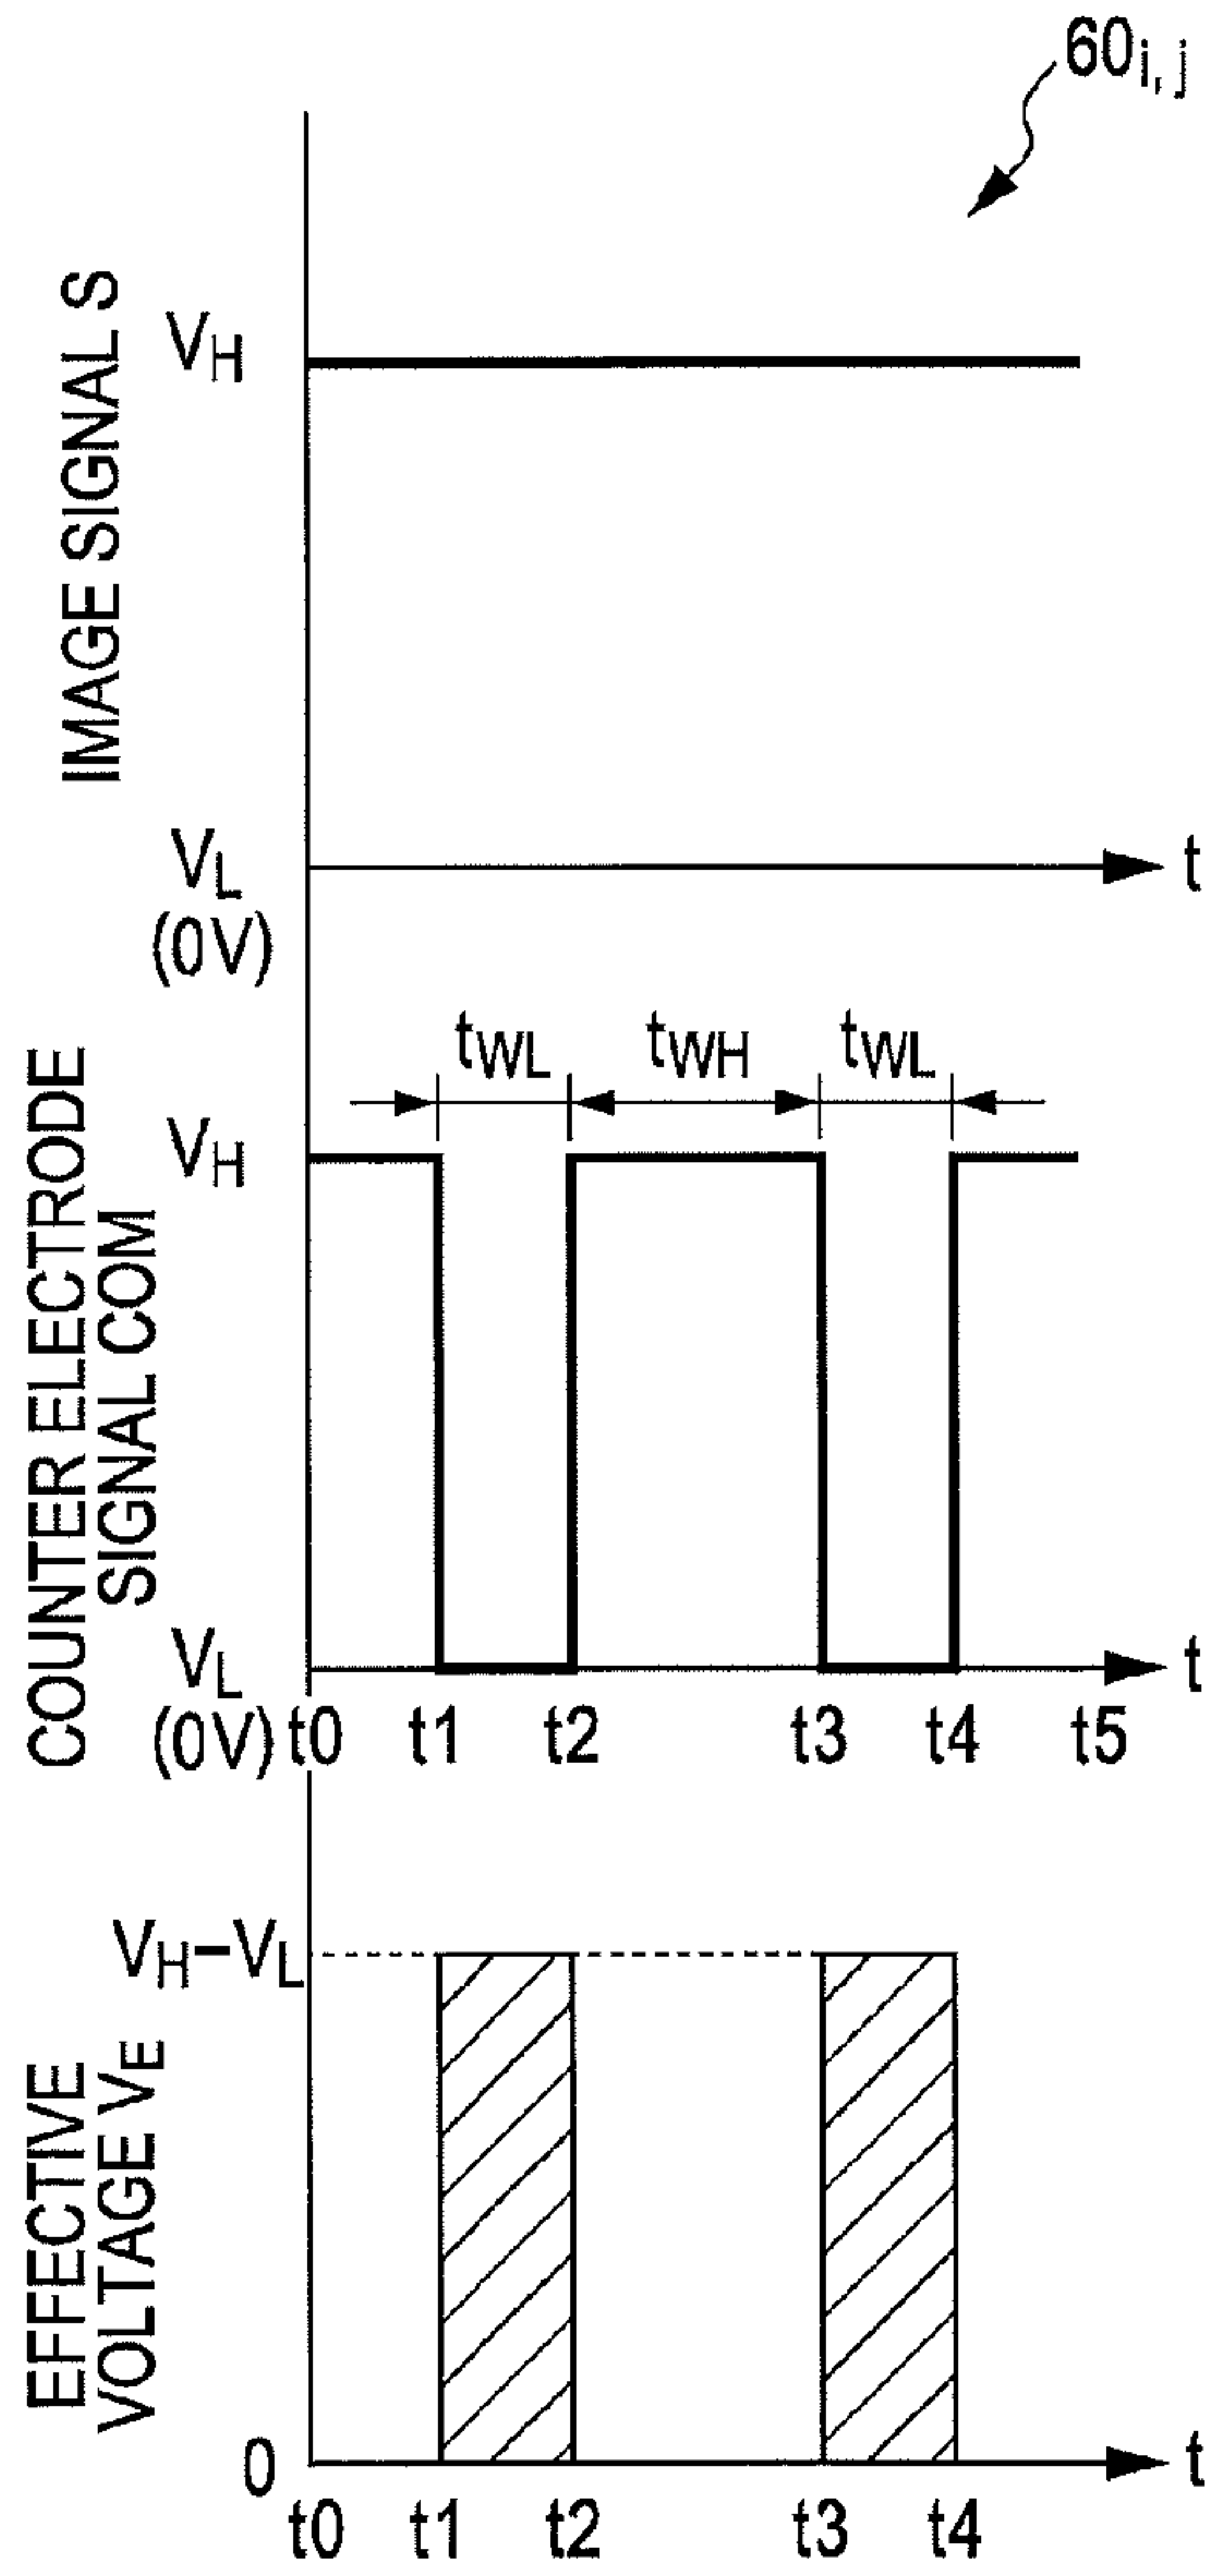 60i, j
IMAGE SIGNAL S
VH
VL
(0V)
t
COUNTER ELECTRODE
SIGNAL COM
tWL tWH tWL
VH
VL
(0V)
t
t0 t1 t2 t3 t4 t5
EFFECTIVE
VOLTAGE VE
VH-VL
0
t
t0 t1 t2 t3 t4